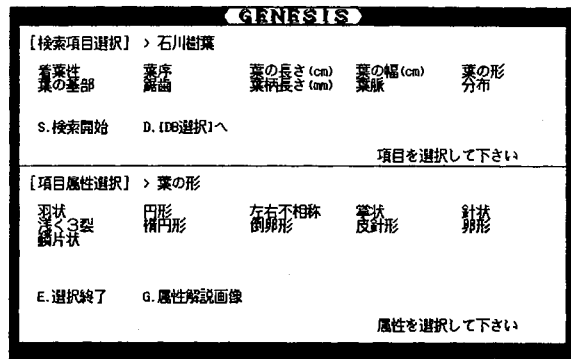 GENESIS
[検索項目選択] > 石川樹葉
着葉性 葉序 葉の長さ(cm) 葉の幅(cm) 葉の形
葉の基部 鋸歯 葉柄長さ(mm) 葉脈 分布
S.検索開始 D.[DB選択]へ
項目を選択して下さい
[項目属性選択] > 葉の形
羽状 円形 左右不相称 掌状 針状
浅く3裂 楕円形 倒卵形 皮針形 卵形
鱗片状
E.選択終了 G.属性解説画像
属性を選択して下さい